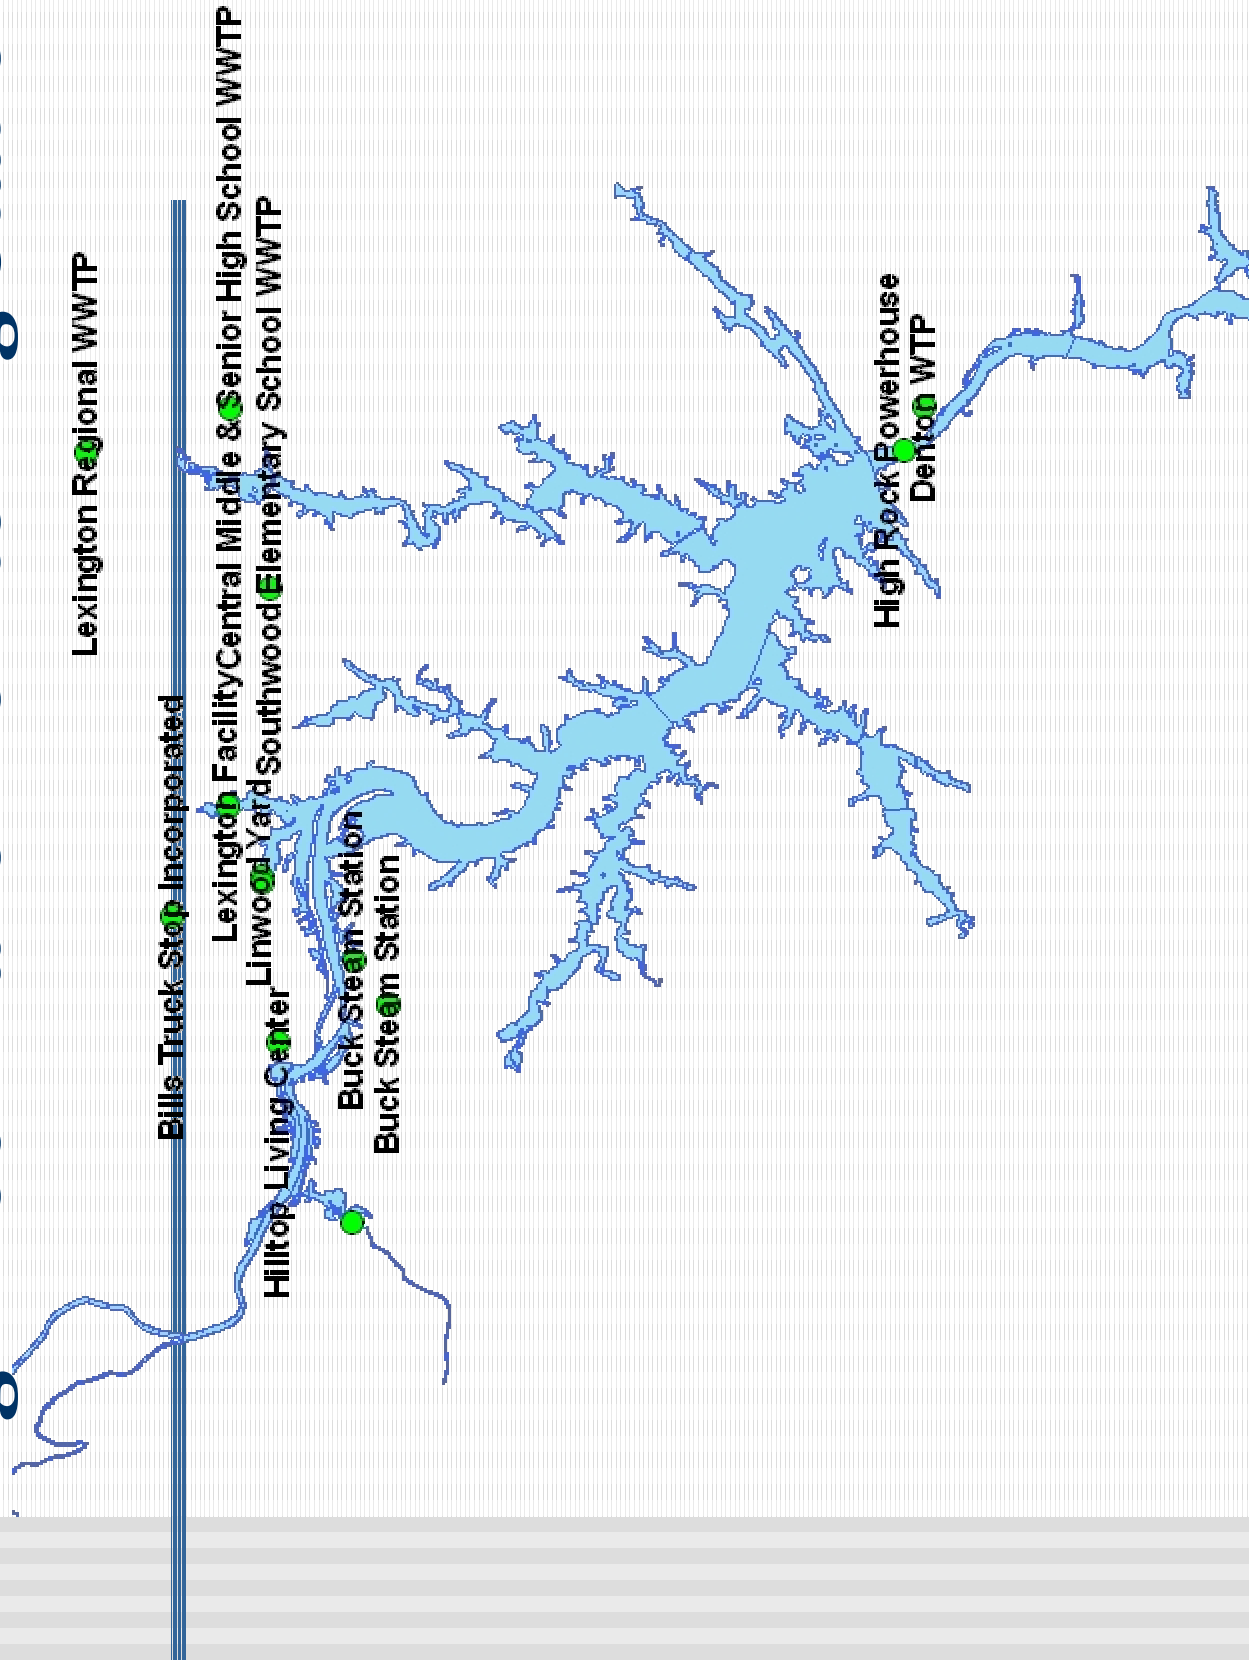 Lexington Regional WWTP
Bills Truck Stop Incorporated
Lexington Facility
Central Middle & Senior High School WWTP
Linwood Yard
Southwood Elementary School WWTP
Hilltop Living Center
Buck Steam Station
Buck Steam Station
High Rock Powerhouse
Denton WTP